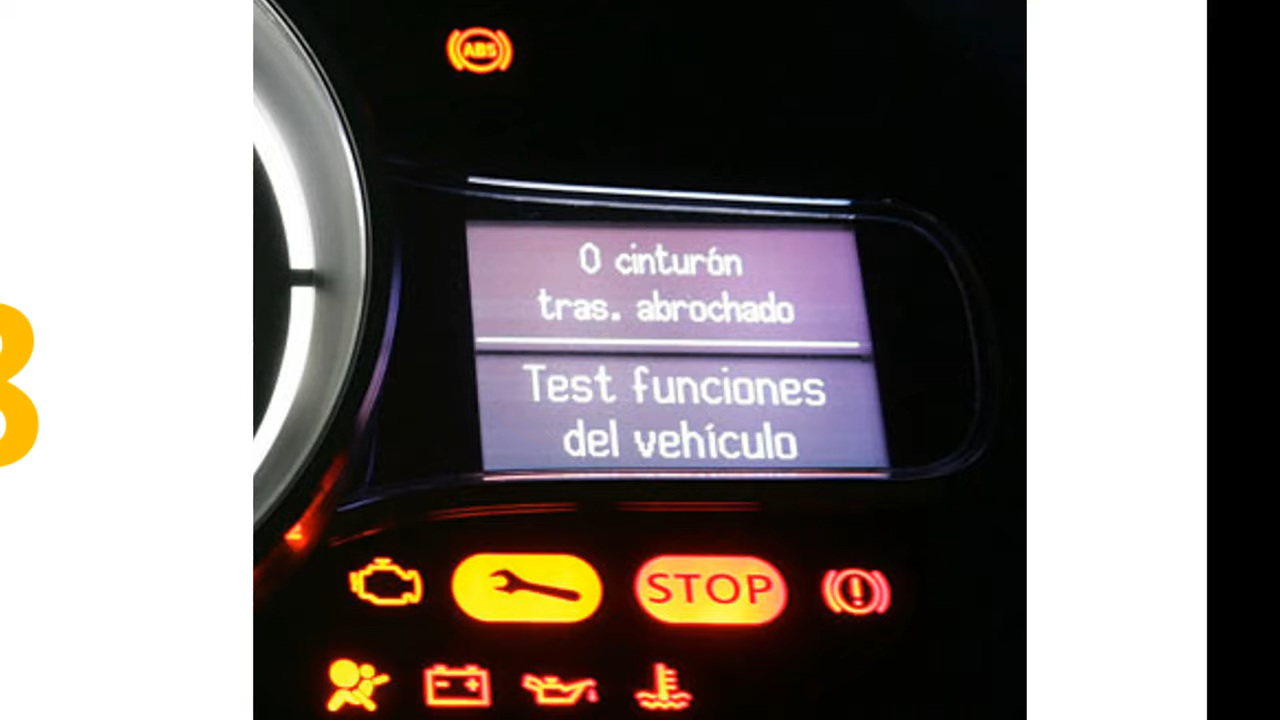 ABS
0 cinturón
tras. abrochado
Test funciones
del vehículo
STOP